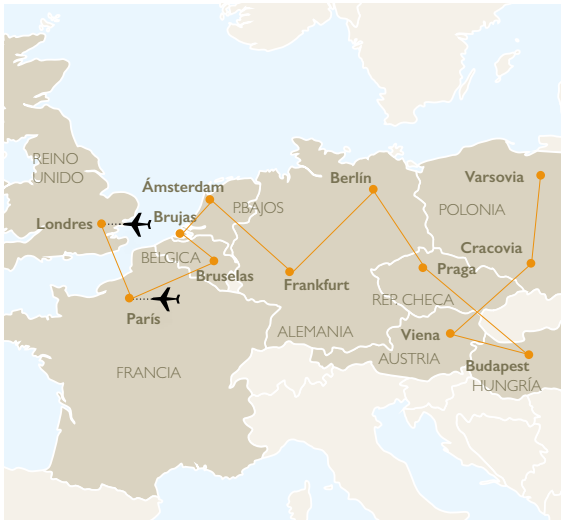 REINO
UNIDO
Ámsterdam
Berlín
Varsovia
Londres
Brujas
P.BAJOS
POLONIA
BELGICA
Bruselas
Frankfurt
Cracovia
Praga
REP. CHECA
París
ALEMANIA
Viena
AUSTRIA
FRANCIA
Budapest
HUNGRÍA